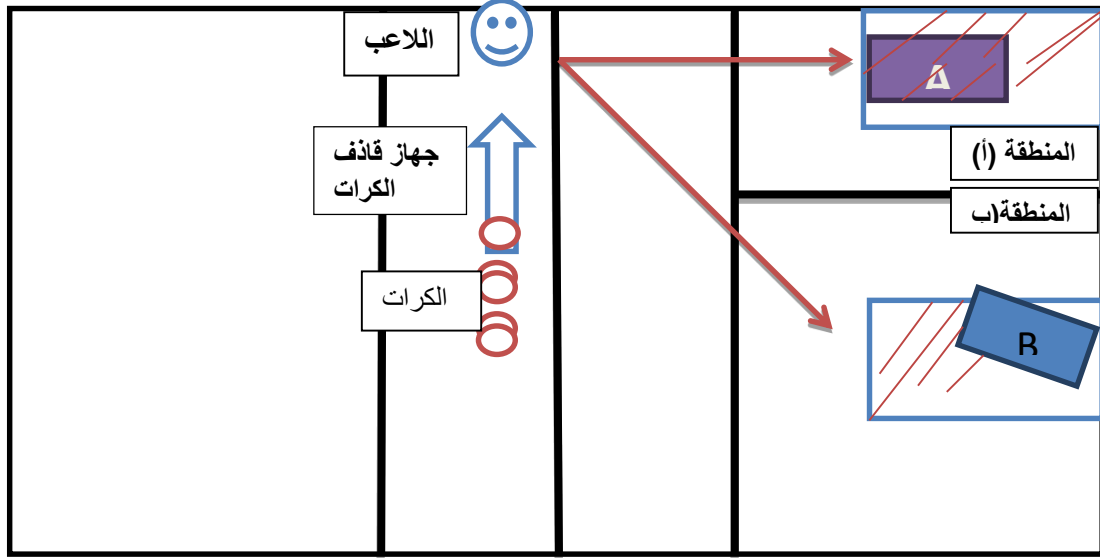 اللاعب
A
جهاز قاذف
الكرات
المنطقة (أ)
المنطقة(ب
الكرات
B